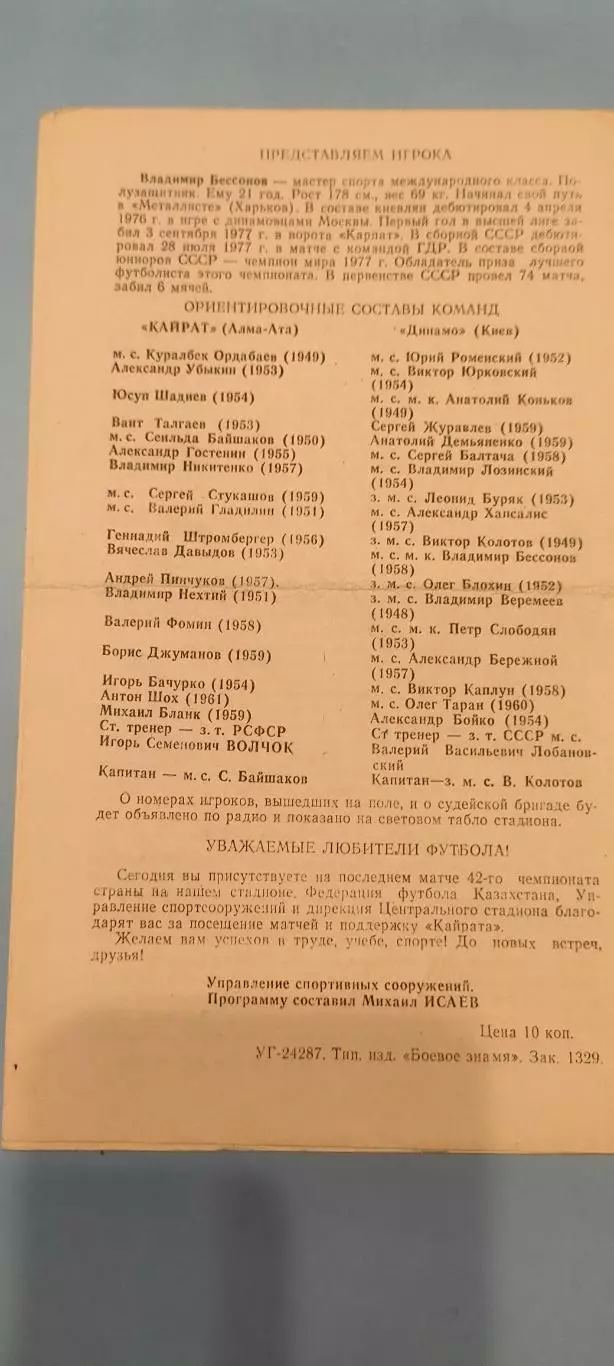 ПРЕДСТАВЛЯЕМ ИГРОКА
Владимир Бессонов — мастер спорта международного класса. По-
лузащитник. Ему 21 год. Рост 178 см., вес 69 кг. Начинал свой путь
в «Металлисте» (Харьков). В составе киевлян дебютировал 4 апреля
1976 г. в игре с динамовцами Москвы. Первый гол в высшей лиге за-
бил 3 сентября 1977 г. в ворота «Карпат». В сборной СССР дебюти-
ровал 28 июля 1977 г. в матче с командой ГДР. В составе сборной
юниоров СССР — чемпион мира 1977 г. Обладатель приза лучшего
футболиста этого чемпионата. В первенстве СССР провел 74 матча,
забил 6 мячей.
ОРИЕНТИРОВОЧНЫЕ СОСТАВЫ КОМАНД
«КАЙРАТ» (Алма-Ата)
м. с. Куралбек Ордабаев (1949)
Александр Убыкин (1953)
Юсуп Шадиев (1954)
Ваит Талгаев (1953)
м. с. Сеильда Байшаков (1950)
Александр Гостенин (1955)
Владимир Никитенко (1957)
м. с. Сергей Стукашов (1959)
м. с. Валерий Гладилин (1951)
Геннадий Штромбергер (1956)
Вячеслав Давыдов (1953)
Андрей Пинчуков (1957).
Владимир Нехтий (1951)
Валерий Фомин (1958)
Борис Джуманов (1959)
Игорь Бачурко (1954)
Антон Шох (1961)
Михаил Бланк (1959)
Ст. тренер — з. т. РСФСР
Игорь Семенович ВОЛЧОК
Капитан — м. с. С. Байшаков
«Динамо» (Киев)
м. с. Юрий Роменский (1952)
м. с. Виктор Юрковский
(1954)
м. с. м. к. Анатолий Коньков
(1949)
Сергей Журавлев (1959)
Анатолий Демьяненко (1959)
м. с. Сергей Балтача (1958)
м. с. Владимир Лозинский
(1954)
з. м. с. Леонид Буряк (1953)
м. с. Александр Хапсалис
(1957)
з. м. с. Виктор Колотов (1949)
м. с. м. к. Владимир Бессонов
(1958)
з. м. с. Олег Блохин (1952)
з. м. с. Владимир Веремеев
(1948)
м. с. м. к. Петр Слободян
(1953)
м. с. Александр Бережной
(1957)
м. с. Виктор Каплун (1958)
м. с. Олег Таран (1960)
Александр Бойко (1954)
Ст тренер — з. т. СССР м. с.
Валерий Васильевич Лобанов-
ский
Капитан—з. м. с. В. Колотов
О номерах игроков, вышедших на поле, и о судейской бригаде бу-
дет объявлено по радио и показано на световом табло стадиона.
УВАЖАЕМЫЕ ЛЮБИТЕЛИ ФУТБОЛА!
Сегодня вы присутствуете на последнем матче 42-го чемпионата
страны на нашем стадионе. Федерация футбола Казахстана, Уп-
равление спортсооружений и дирекция Центрального стадиона благо-
дарят вас за посещение матчей и поддержку «Кайрата».
Желаем вам успехов в труде, учебе, спорте! До новых встреч,
друзья!
Управление спортивных сооружений.
Программу составил Михаил ИСАЕВ
Цена 10 коп.
УГ-24287. Тип. изд. «Боевое знамя». Зак. 1329.